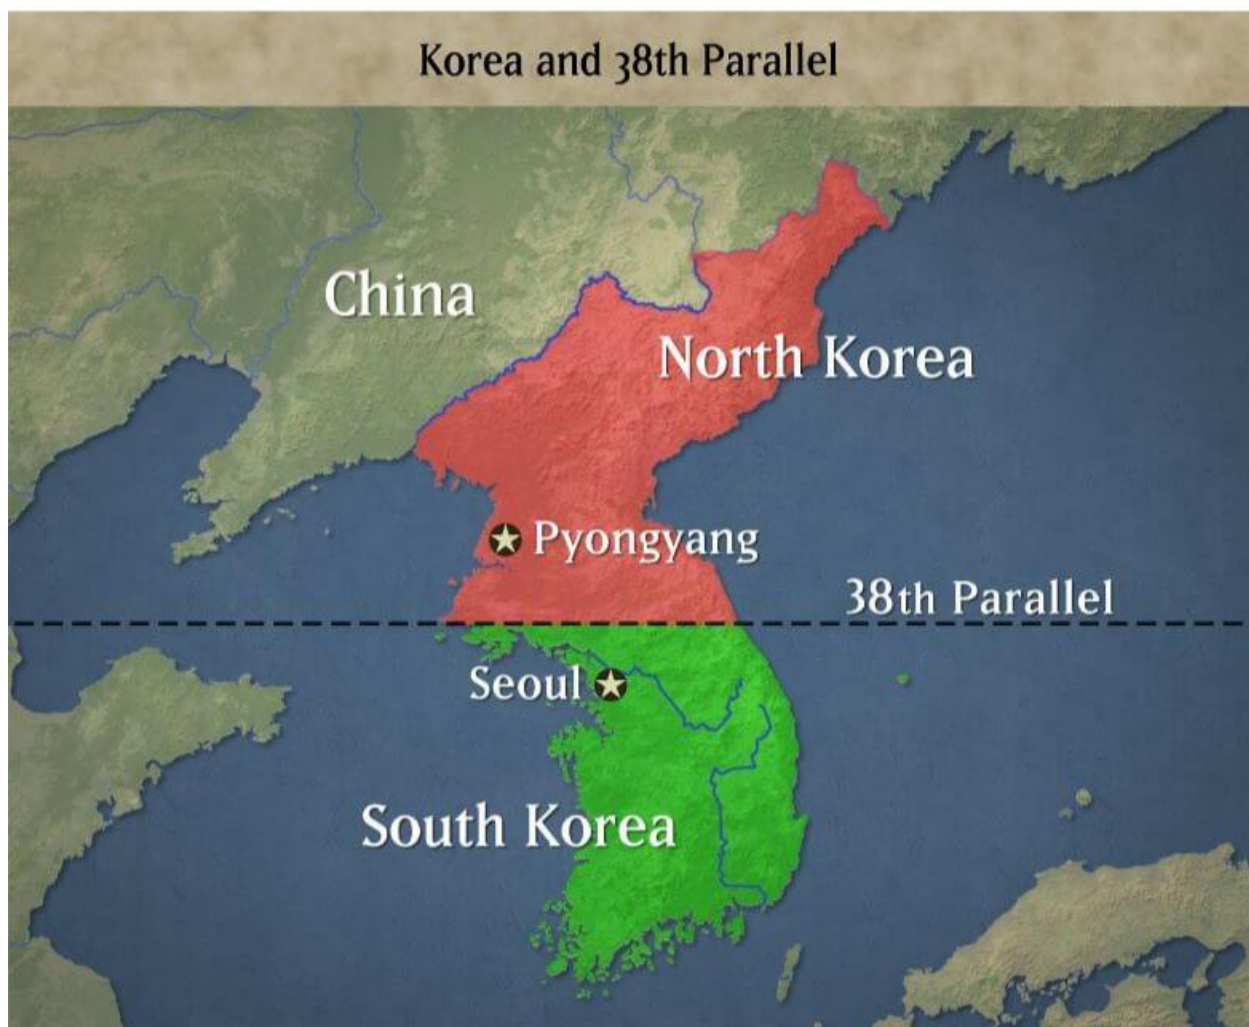 Korea and 38th Parallel
China
North Korea
Pyongyang
38th Parallel
Seoul
South Korea